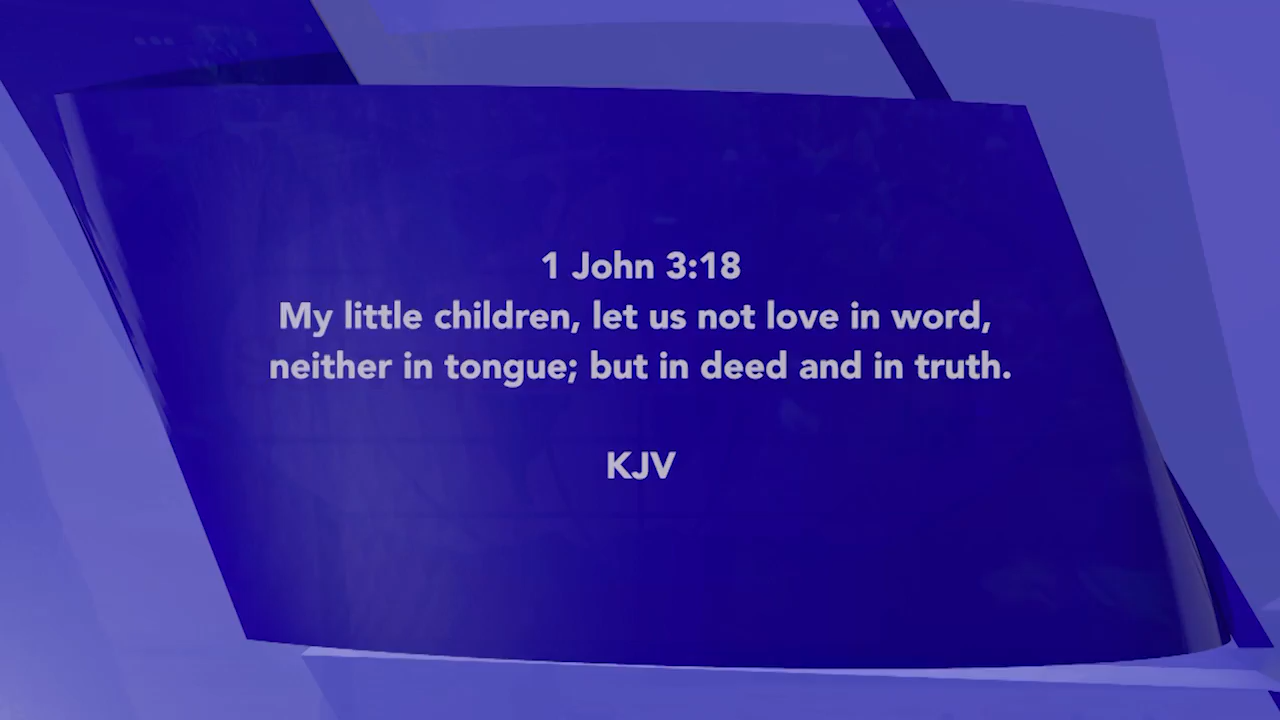 1 John 3:18
My little children, let us not love in word,
neither in tongue; but in deed and in truth.
KJV